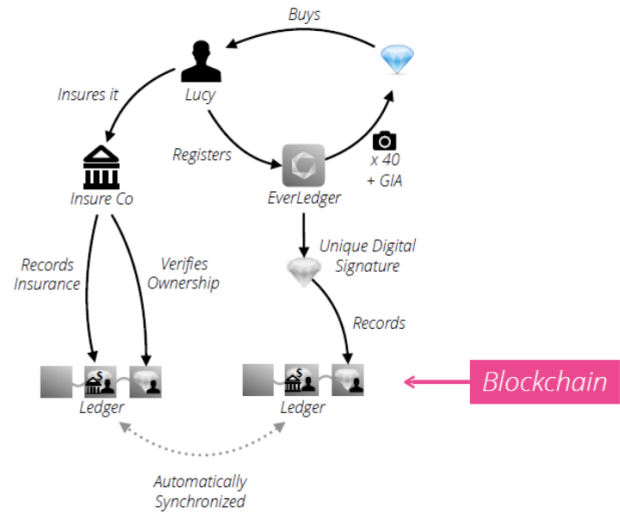 Buys
Lucy
Insures it
Registers
x 40
+ GIA
Insure Co
EverLedger
Unique Digital
Signature
Records
Insurance
Verifies
Ownership
Records
$
$
Ledger
Ledger
Blockchain
Automatically
Synchronized